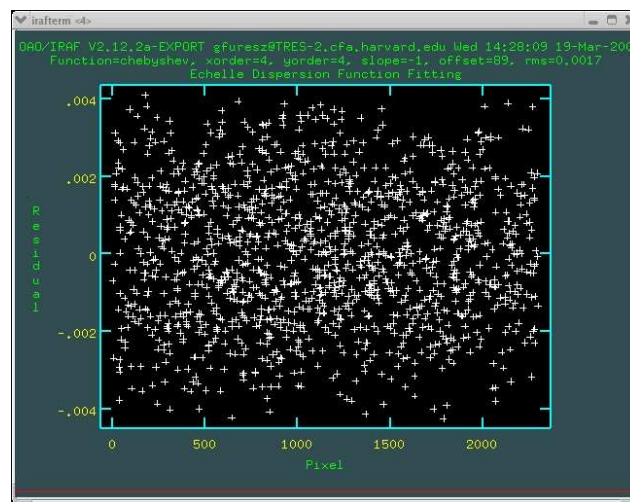 irafterm <4>
OAO/IRAF V2.12.2a-EXPORT gfuresz@TRES-2.cfa.harvard.edu Wed 14:28:09 19-Mar-200
Function=chebyshev, xorder=4, yorder=4, slope=-1, offset=89, rms=0.0017
Echelle Dispersion Function Fitting
.004
.002
0
-.002
-.004
Residual
0 500 1000 1500 2000
Pixel